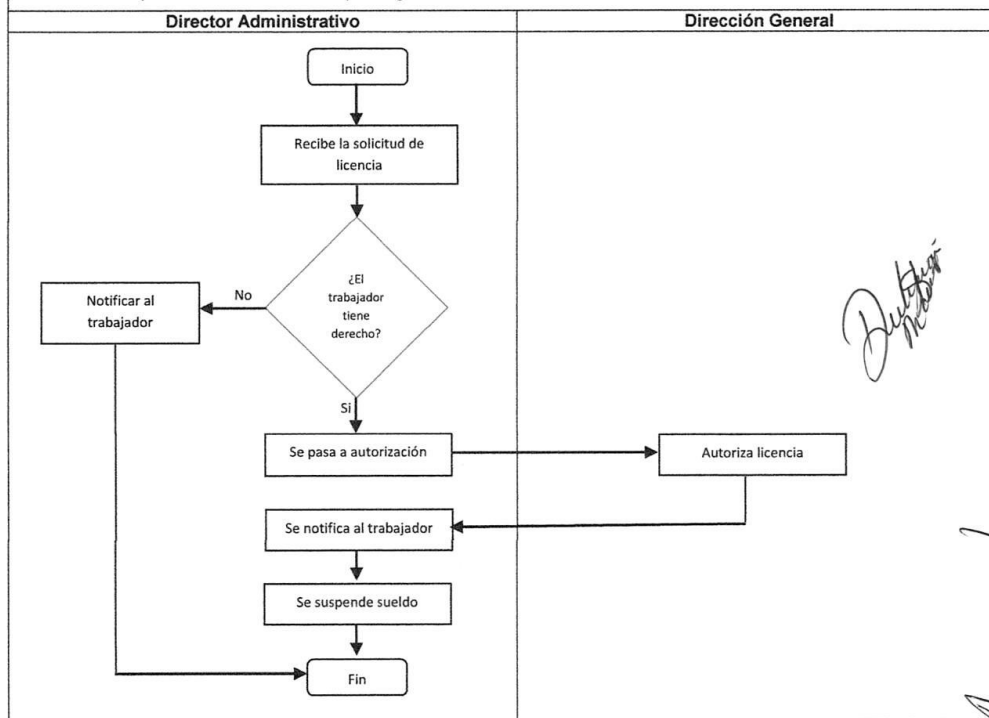 Director Administrativo
Dirección General
Inicio
Recibe la solicitud de
licencia
¿El
trabajador
tiene
derecho?
No
Notificar al
trabajador
Si
Se pasa a autorización
Autoriza licencia
Se notifica al trabajador
Se suspende sueldo
Fin